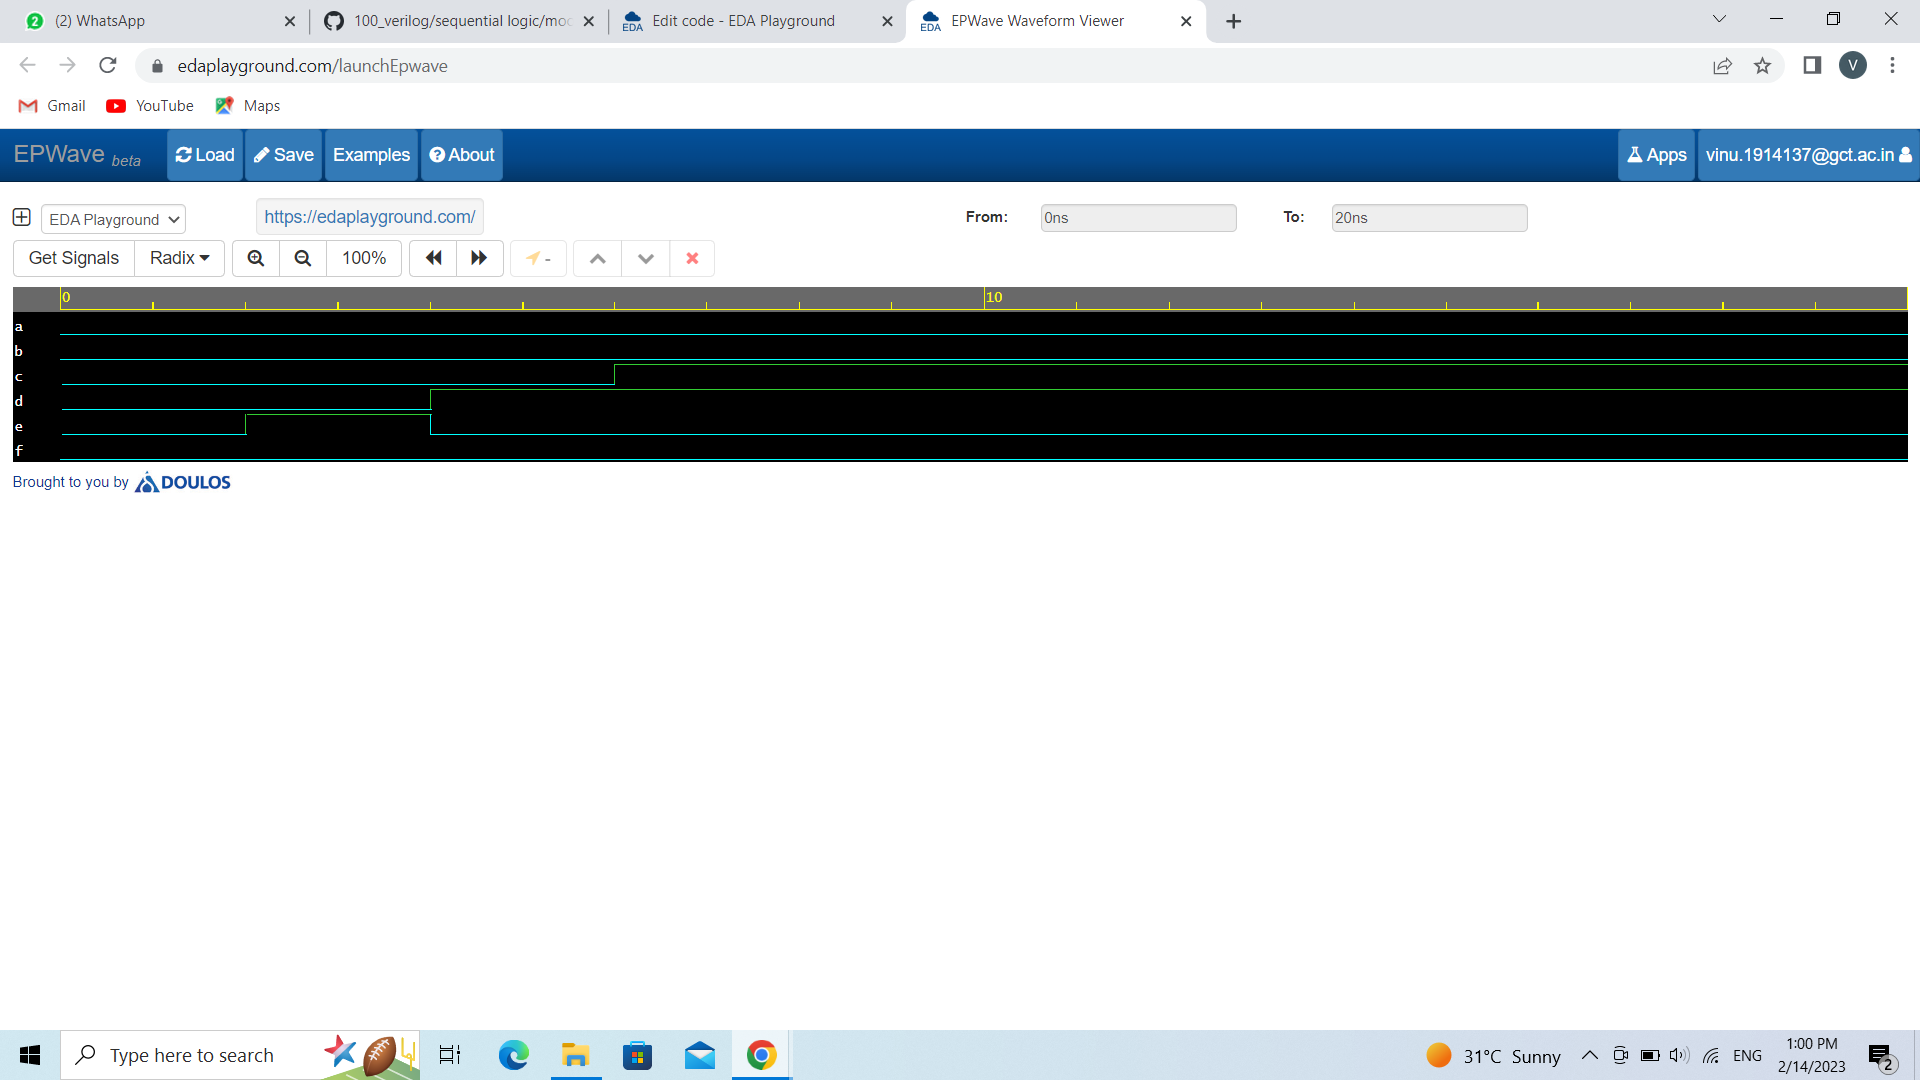 (2) WhatsApp
100_verilog/sequential logic/moc
Edit code - EDA Playground
EPWave Waveform Viewer
edaplayground.com/launchEpwave
V
Gmail YouTube Maps
EPWave beta Load Save Examples About Apps vinu.1914137@gct.ac.in
EDA Playground https://edaplayground.com/ From: 0ns To: 20ns
Get Signals Radix 100% -
0 10
a
b
c
d
e
f
Brought to you by DOULOS
Type here to search
31°C Sunny ENG
1:00 PM
2/14/2023
2